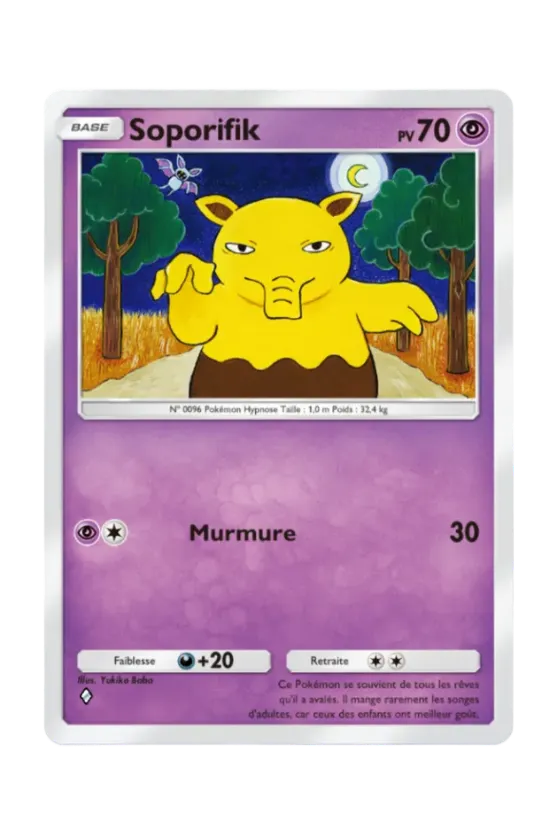 BASE Soporifik PV 70
N° 0096 Pokémon Hypnose Taille : 1,0 m Poids : 32,4 kg
Murmure 30
Faiblesse +20 Retraite
Illus. Yukiko Baba
Ce Pokémon se souvient de tous les rêves
qu'il a avalés. Il mange rarement les songes
d'adultes, car ceux des enfants ont meilleur goût.